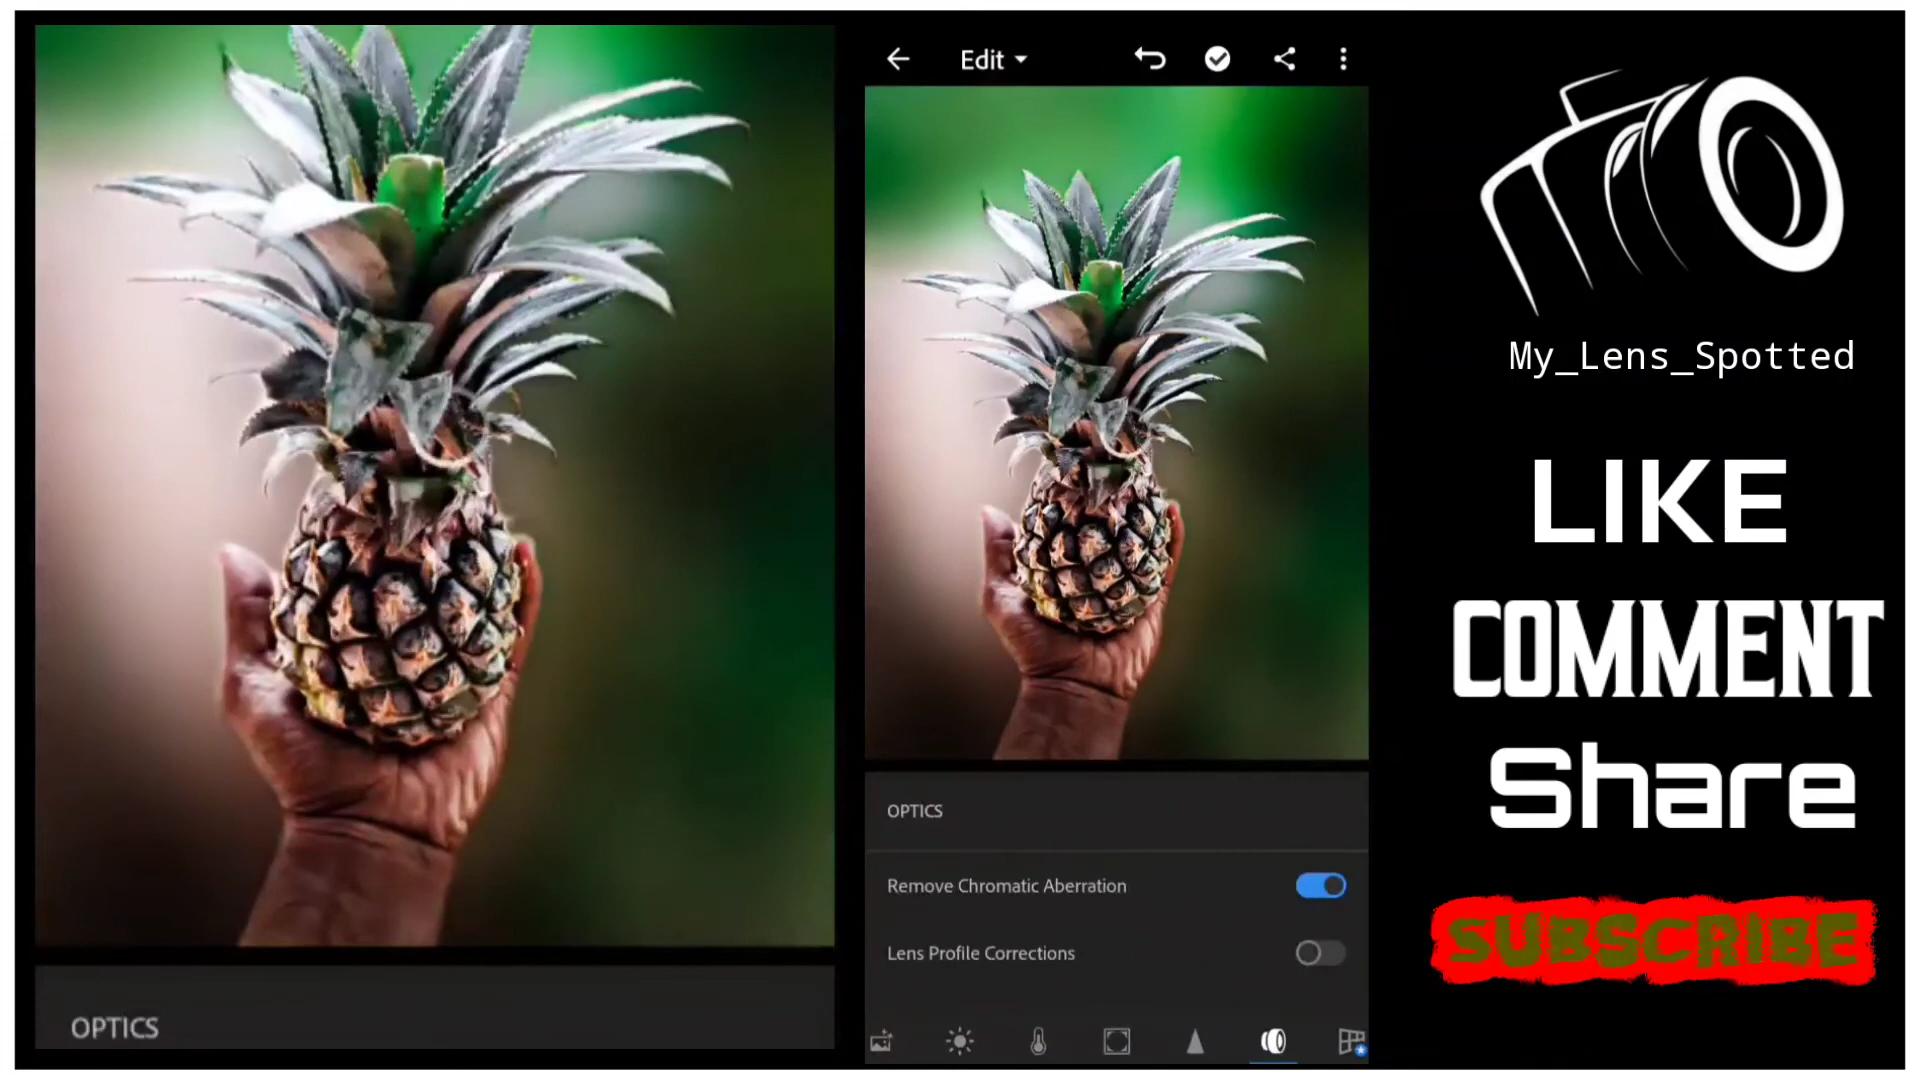 OPTICS
Edit
OPTICS
Remove Chromatic Aberration
Lens Profile Corrections
My_Lens_Spotted
LIKE
COMMENT
Share
SUBSCRIBE